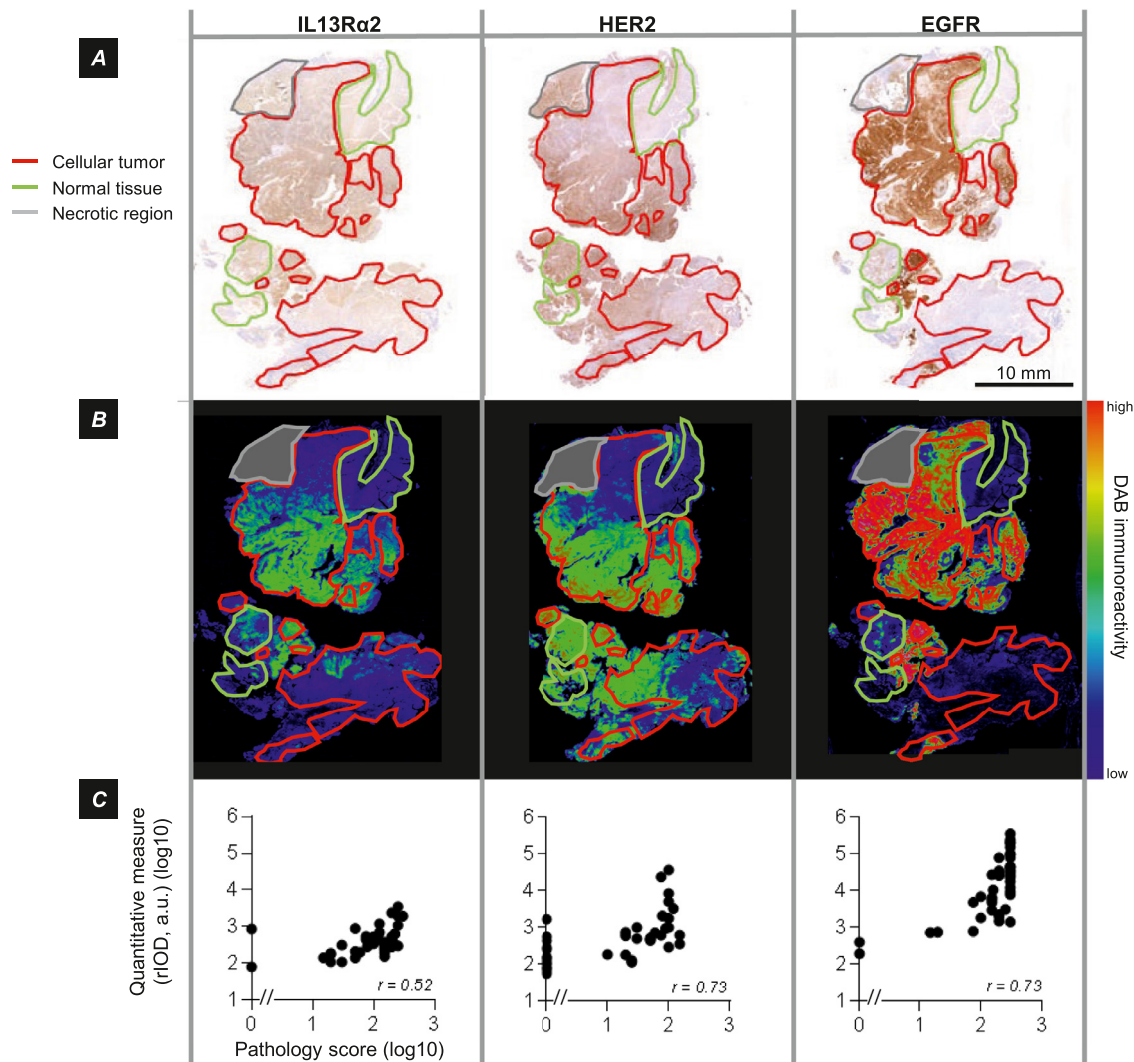 IL13Rα2 HER2 EGFR
A
Cellular tumor
Normal tissue
Necrotic region
10 mm
B
high
DAB immunoreactivity
low
C
Quantitative measure
(rIOD, a.u.) (log10)
6 6 6
5 5 5
4 4 4
3 3 3
2 2 2
1 1 1
r = 0.52 r = 0.73 r = 0.73
0 // 1 2 3 0 // 1 2 3 0 // 1 2 3
Pathology score (log10)